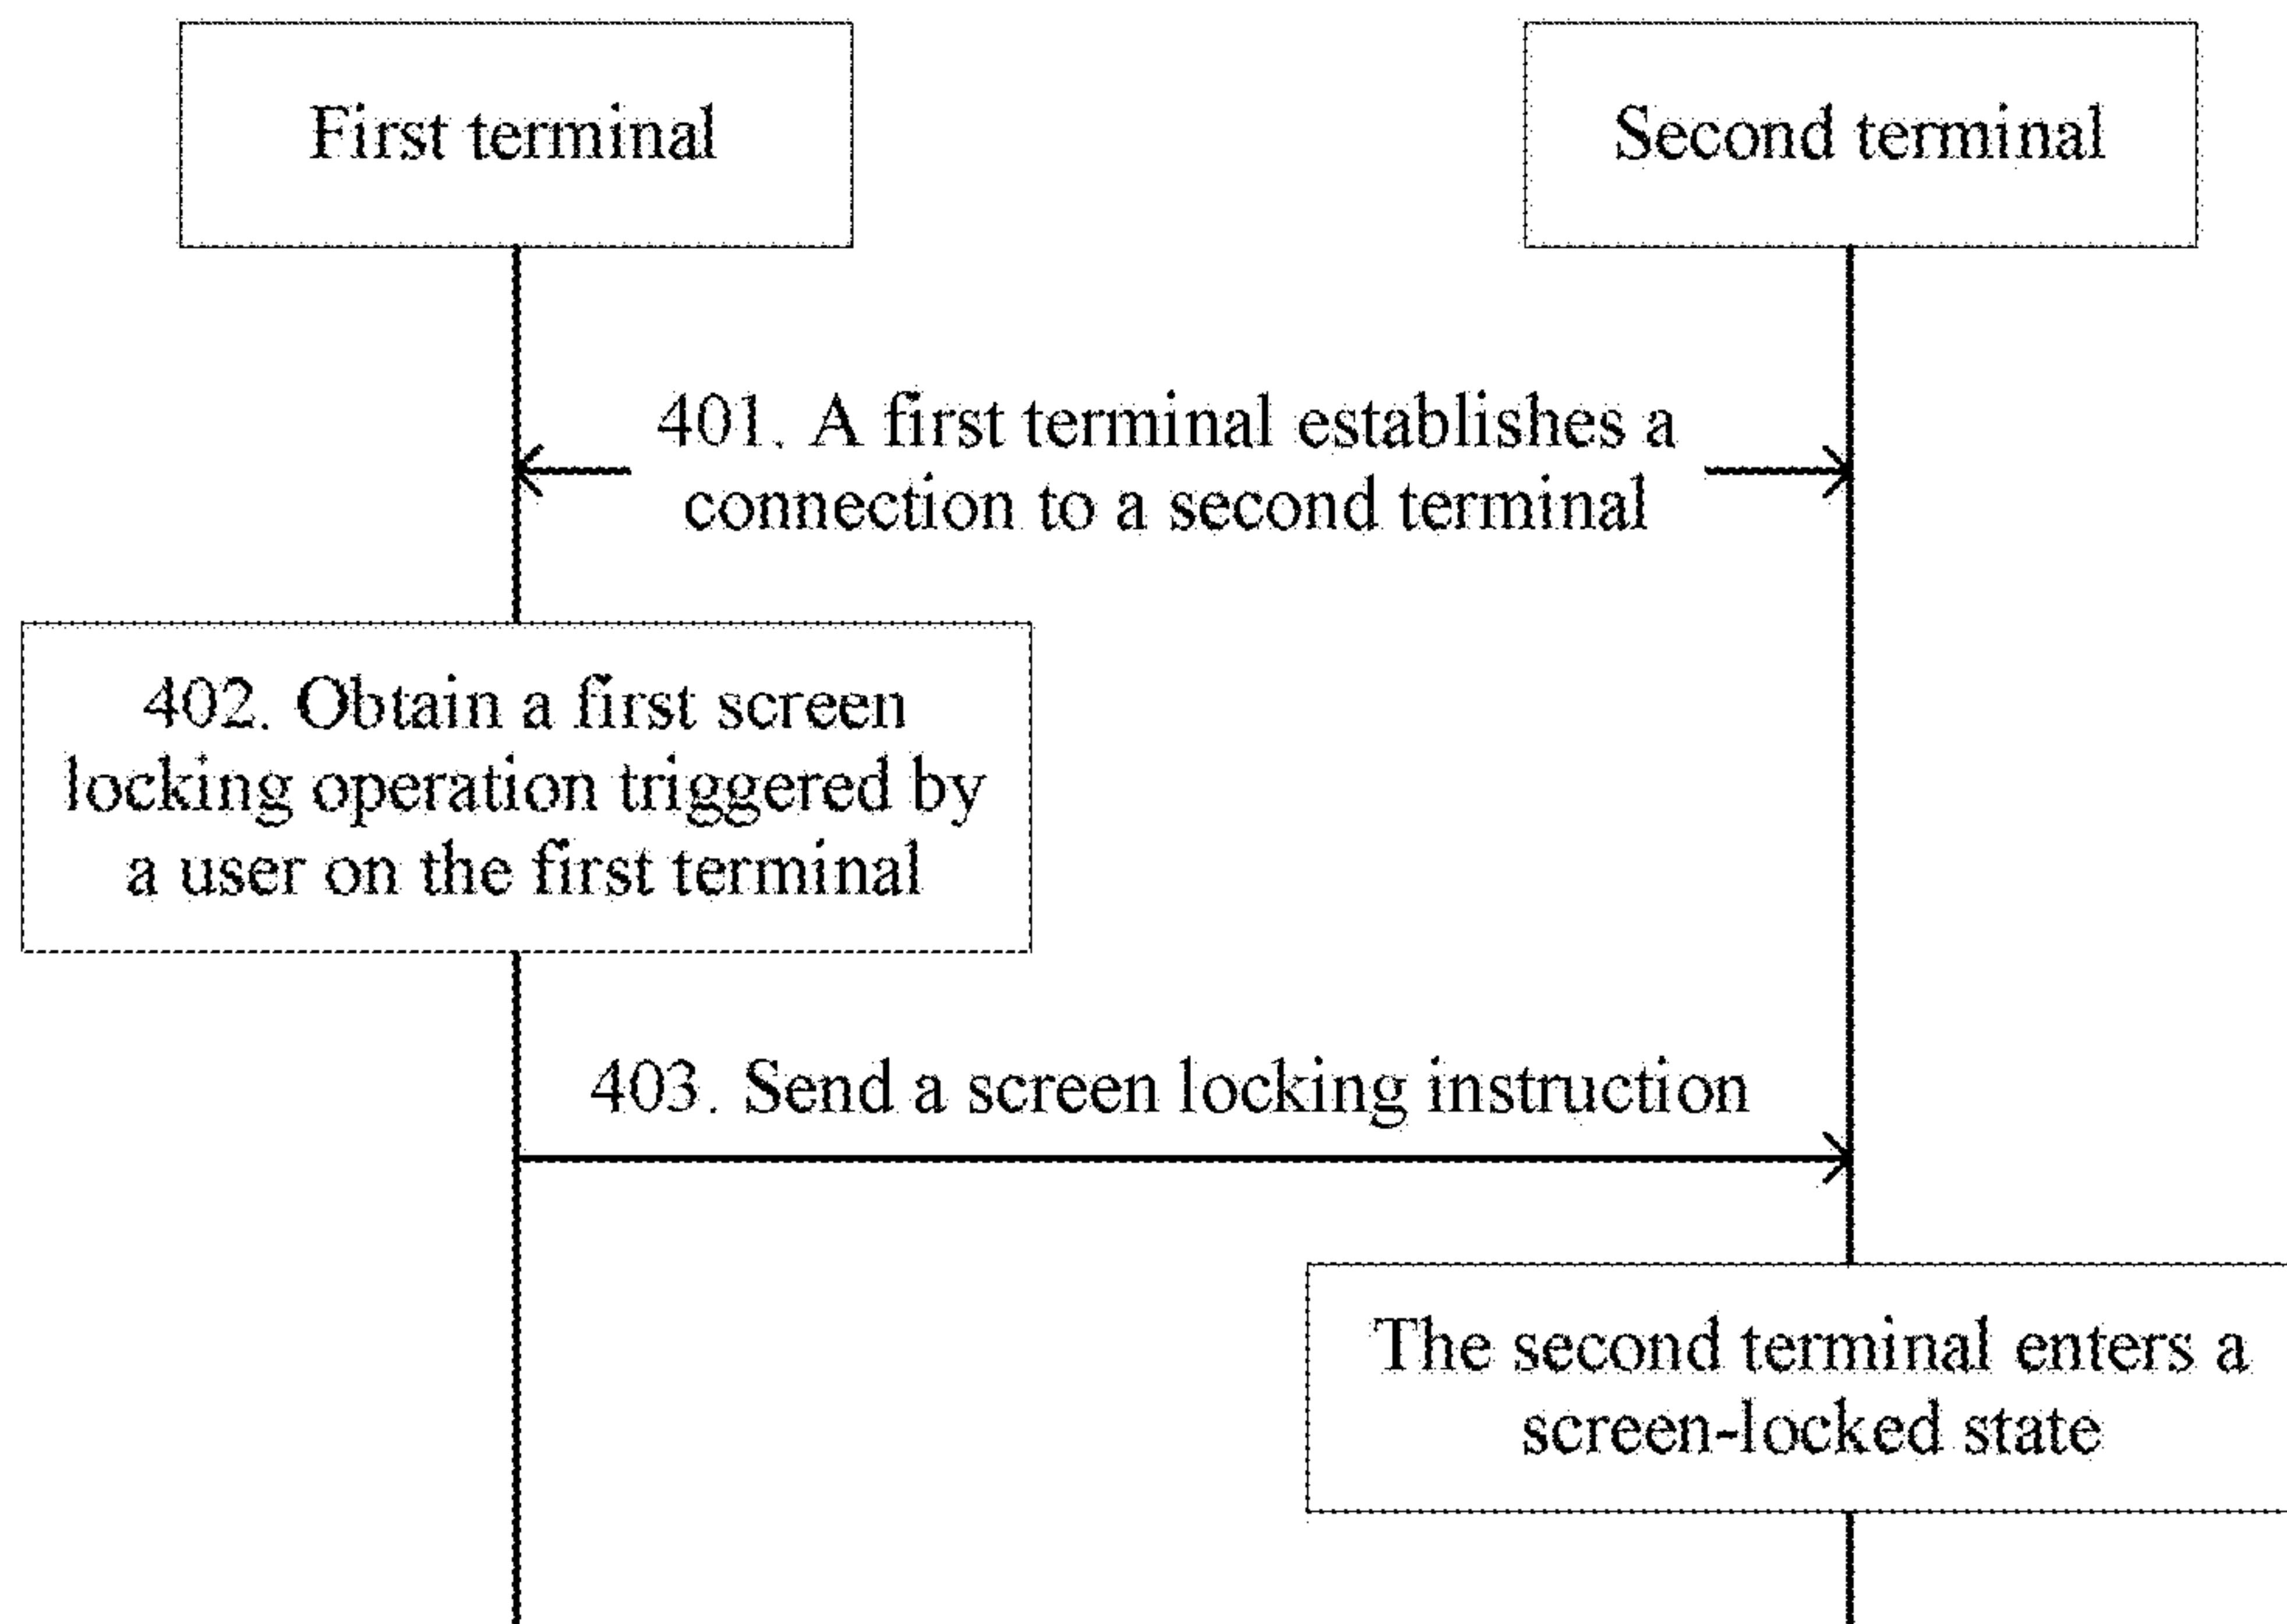 First terminal
Second terminal
401. A first terminal establishes a
connection to a second terminal
402. Obtain a first screen
locking operation triggered by
a user on the first terminal
403. Send a screen locking instruction
The second terminal enters a
screen-locked state